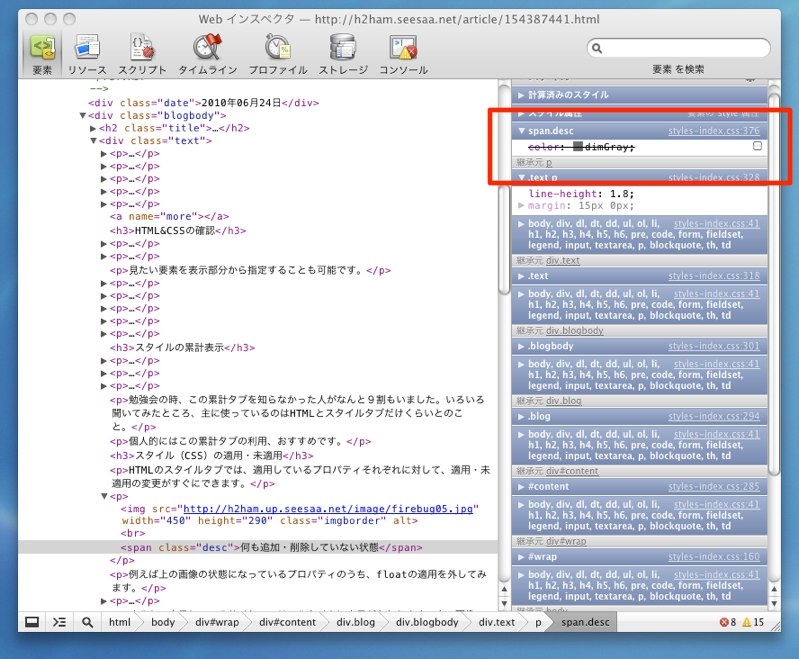 Web インスペクタ — http://h2ham.seesaa.net/article/154387441.html
要素 リソース スクリプト タイムライン プロファイル ストレージ コンソール 要素 を検索
-->
<div class="date">2010年06月24日</div>
▼<div class="blogbody">
▶<h2 class="title">…</h2>
▼<div class="text">
▶<p>…</p>
▶<p>…</p>
▶<p>…</p>
▶<p>…</p>
<a name="more"></a>
<h3>HTML&CSSの確認</h3>
▶<p>…</p>
<p>見たい要素を表示部分から指定することも可能です。</p>
▶<p>…</p>
▶<p>…</p>
▶<p>…</p>
▶<p>…</p>
▶<p>…</p>
<h3>スタイルの累計表示</h3>
▶<p>…</p>
▶<p>…</p>
▶<p>…</p>
<p>勉強会の時、この累計タブを知らなかった人がなんと９割もいました。いろいろ
聞いてみたところ、主に使っているのはHTMLとスタイルタブだけくらいとのこ
と。</p>
<p>個人的にはこの累計タブの利用、おすすめです。</p>
<h3>スタイル（CSS）の適用・未適用</h3>
<p>HTMLのスタイルタブでは、適用しているプロパティそれぞれに対して、適用・未
適用の変更がすぐにできます。</p>
▼<p>
<img src="http://h2ham.up.seesaa.net/image/firebug05.jpg"
width="450" height="290" class="imgborder" alt>
<br>
<span class="desc">何も追加・削除していない状態</span>
</p>
<p>例えば上の画像の状態になっているプロパティのうち、floatの適用を外してみ
ます。</p>
▶<p>…</p>
▶ 計算済みのスタイル
▶ スタイル属性 要素の style 属性
▼ span.desc styles-index.css:376
color: dimGray;
継承元 p
▼ .text p styles-index.css:328
line-height: 1.8;
▶ margin: 15px 0px;
▶ body, div, dl, dt, dd, ul, ol, li, styles-index.css:41
h1, h2, h3, h4, h5, h6, pre, code, form, fieldset,
legend, input, textarea, p, blockquote, th, td
継承元 div.text
▶ .text styles-index.css:318
▶ body, div, dl, dt, dd, ul, ol, li, styles-index.css:41
h1, h2, h3, h4, h5, h6, pre, code, form, fieldset,
legend, input, textarea, p, blockquote, th, td
継承元 div.blogbody
▶ .blogbody styles-index.css:301
▶ body, div, dl, dt, dd, ul, ol, li, styles-index.css:41
h1, h2, h3, h4, h5, h6, pre, code, form, fieldset,
legend, input, textarea, p, blockquote, th, td
継承元 div.blog
▶ .blog styles-index.css:294
▶ body, div, dl, dt, dd, ul, ol, li, styles-index.css:41
h1, h2, h3, h4, h5, h6, pre, code, form, fieldset,
legend, input, textarea, p, blockquote, th, td
継承元 div#content
▶ #content styles-index.css:285
▶ body, div, dl, dt, dd, ul, ol, li, styles-index.css:41
h1, h2, h3, h4, h5, h6, pre, code, form, fieldset,
legend, input, textarea, p, blockquote, th, td
継承元 div#wrap
▶ #wrap styles-index.css:160
▶ body, div, dl, dt, dd, ul, ol, li, styles-index.css:41
h1, h2, h3, h4, h5, h6, pre, code, form, fieldset,
legend, input, textarea, p, blockquote, th, td
継承元 body
html body div#wrap div#content div.blog div.blogbody div.text p span.desc 8 15